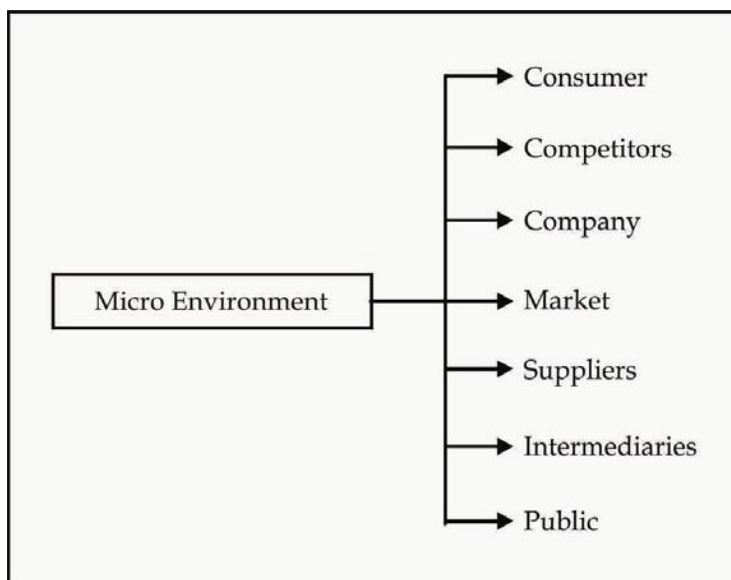 Consumer
Competitors
Company
Micro Environment
Market
Suppliers
Intermediaries
Public